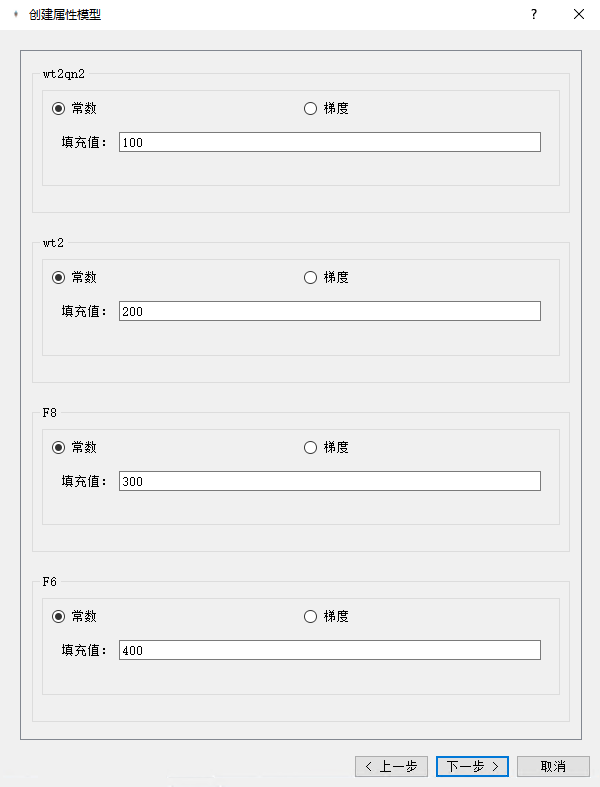 创建属性模型
wt2qn2
常数 梯度
填充值: 100
wt2
常数 梯度
填充值: 200
F8
常数 梯度
填充值: 300
F6
常数 梯度
填充值: 400
< 上一步 下一步 > 取消